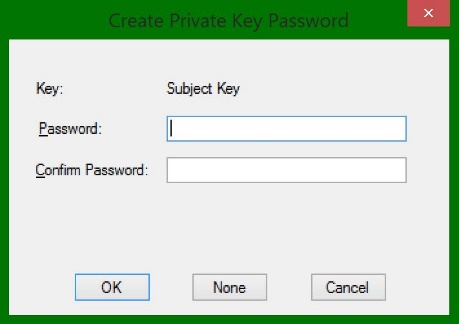 Create Private Key Password
Key: Subject Key
Password:
Confirm Password:
OK None Cancel